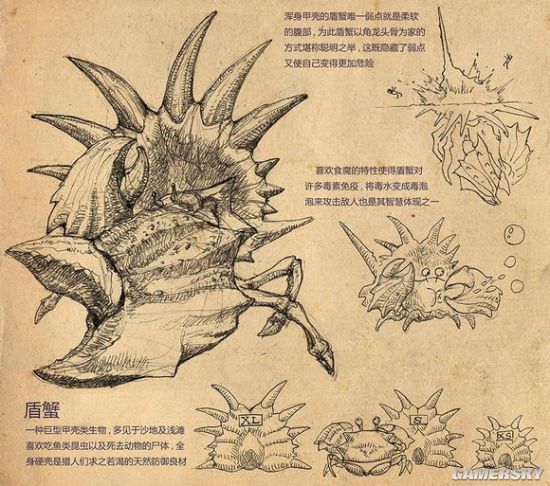 浑身甲壳的盾蟹唯一弱点就是柔软
的腹部，为此盾蟹以角龙头骨为家的
方式堪称聪明之举，这既隐藏了弱点
又使自己变得更加危险
喜欢食腐的特性使得盾蟹对
许多毒素免疫，将毒水变成毒泡
泡来攻击敌人也是其智慧体现之一
盾蟹
一种巨型甲壳类生物，多见于沙地及浅滩
喜欢吃鱼类昆虫以及死去动物的尸体，全
身硬壳是猎人们求之若渴的天然防御良材
XL
S
XS
GAMERSKY